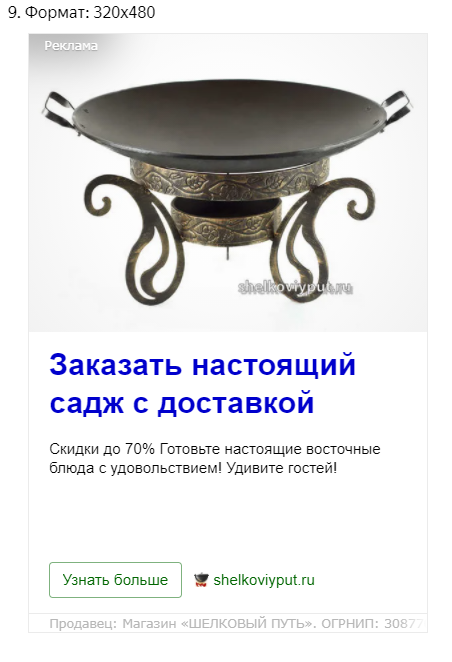 9. Формат: 320x480
Реклама
shelkoviyput.ru
Заказать настоящий
садж с доставкой
Скидки до 70% Готовьте настоящие восточные
блюда с удовольствием! Удивите гостей!
Узнать больше shelkoviyput.ru
Продавец: Магазин «ШЕЛКОВЫЙ ПУТЬ». ОГРНИП: 30877